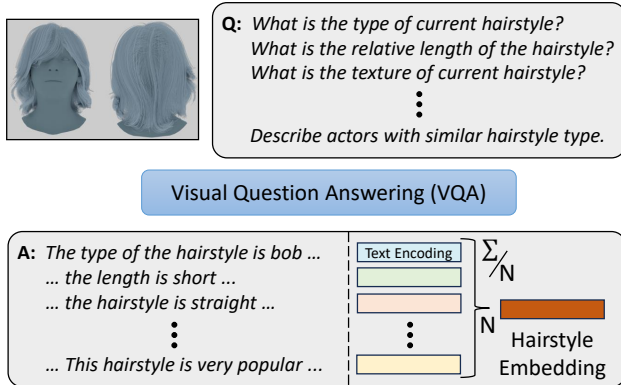 Q: What is the type of current hairstyle?
What is the relative length of the hairstyle?
What is the texture of current hairstyle?
Describe actors with similar hairstyle type.
Visual Question Answering (VQA)
A: The type of the hairstyle is bob ...
... the length is short ...
... the hairstyle is straight ...
... This hairstyle is very popular ...
Text Encoding
Σ/N
N
Hairstyle
Embedding